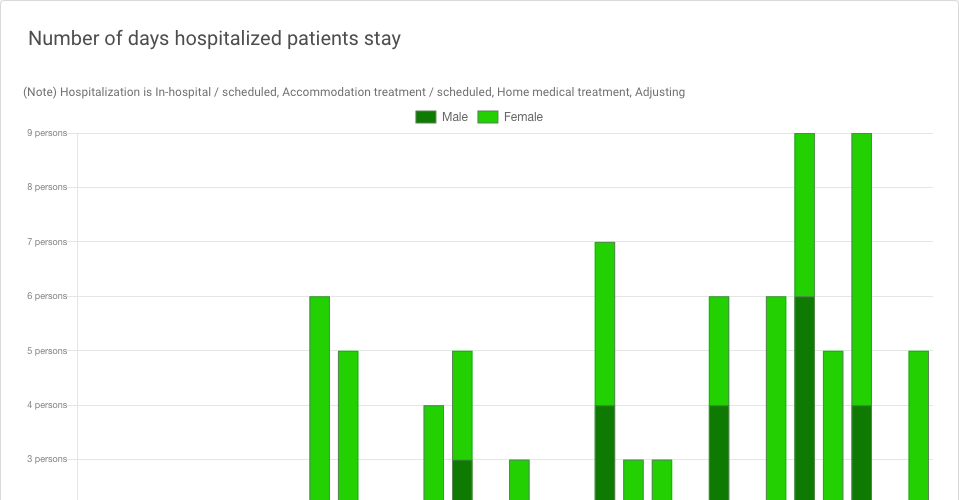 Number of days hospitalized patients stay
(Note) Hospitalization is In-hospital / scheduled, Accommodation treatment / scheduled, Home medical treatment, Adjusting
Male Female
9 persons
8 persons
7 persons
6 persons
5 persons
4 persons
3 persons